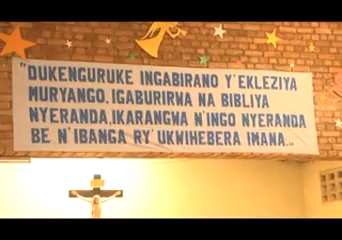 "DUKENGURUKE INGABIRANO Y'EKLEZIYA
MURYANGO, IGABURIRWA NA BIBLIYA
NYERANDA, IKARANGWA N'INGO NYERANDA
BE N'IBANGA RY'UKWIHEBERA IMANA.."